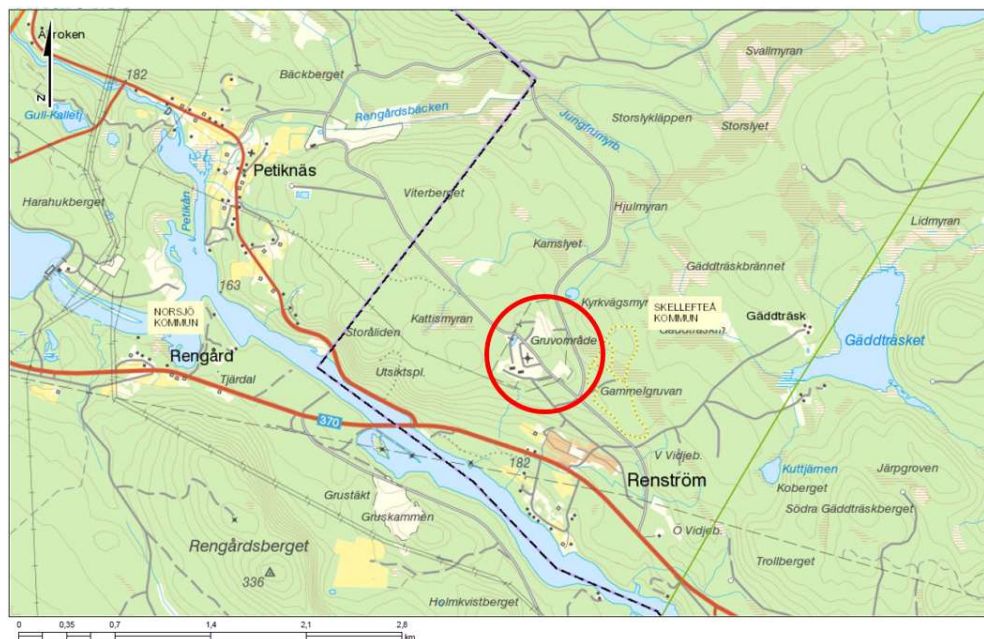 Åmoken
182
Bäckberget
Svallmyran
N
Gull-Kalletj
Rengårdsbäcken
Jungfrumyrb.
Storslykläppen
Storslyet
Petiknäs
Harahukberget
Petikån
Viterberget
Hjulmyran
Lidmyran
Kamslyet
Gäddträskbrännet
163
NORSJÖ
KOMMUN
Kattismyran
Kyrkvägsmyr
SKELLEFTEÅ
KOMMUN
Gäddträsk
Storåliden
Gruvområde
Gäddträsket
Rengård
Utsiktspl.
Tjärdal
Gammelgruvan
370
182
V Vidjeb.
Renström
Kuttjärnen
Järpgroven
Koberget
Grustäkt
Södra Gäddträskberget
Gruskammen
Ö Vidjeb.
Rengårdsberget
Trollberget
336
Holmkvistberget
0 0,35 0,7 1,4 2,1 2,8
km